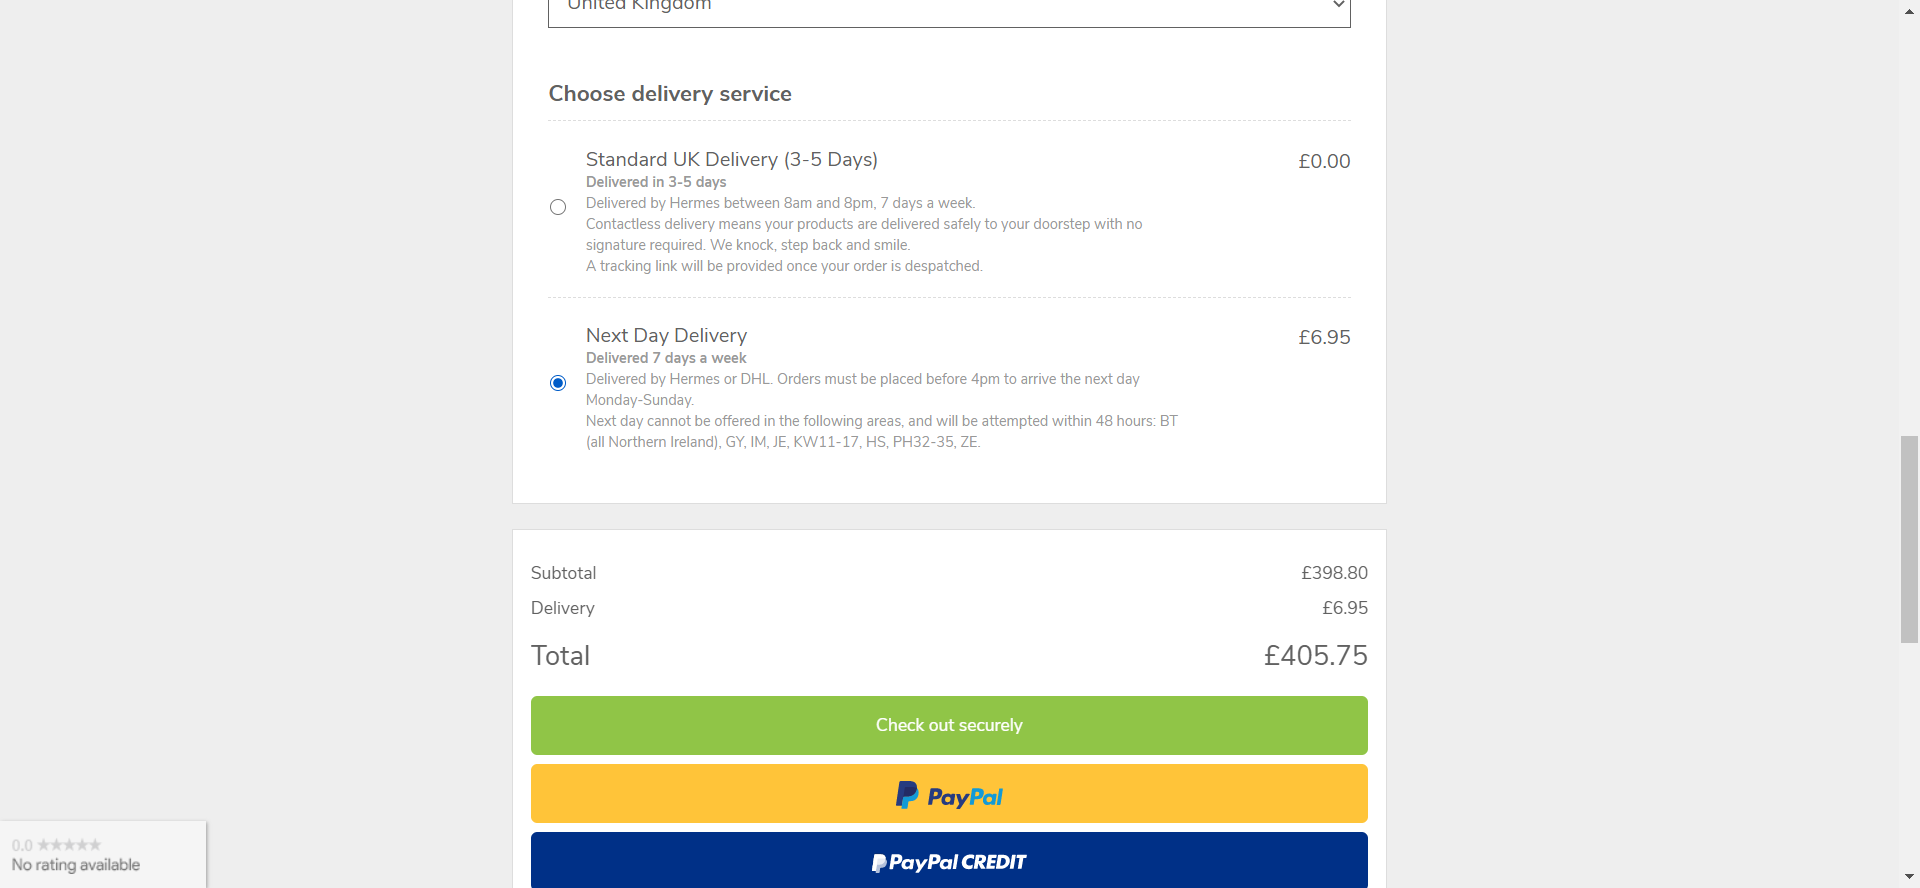 United Kingdom
Choose delivery service
Standard UK Delivery (3-5 Days)
£0.00
Delivered in 3-5 days
Delivered by Hermes between 8am and 8pm, 7 days a week.
Contactless delivery means your products are delivered safely to your doorstep with no
signature required. We knock, step back and smile.
A tracking link will be provided once your order is despatched.
Next Day Delivery
£6.95
Delivered 7 days a week
Delivered by Hermes or DHL. Orders must be placed before 4pm to arrive the next day
Monday-Sunday.
Next day cannot be offered in the following areas, and will be attempted within 48 hours: BT
(all Northern Ireland), GY, IM, JE, KW11-17, HS, PH32-35, ZE.
Subtotal
£398.80
Delivery
£6.95
Total
£405.75
Check out securely
PayPal
PayPal CREDIT
0.0 ★★★★★
No rating available